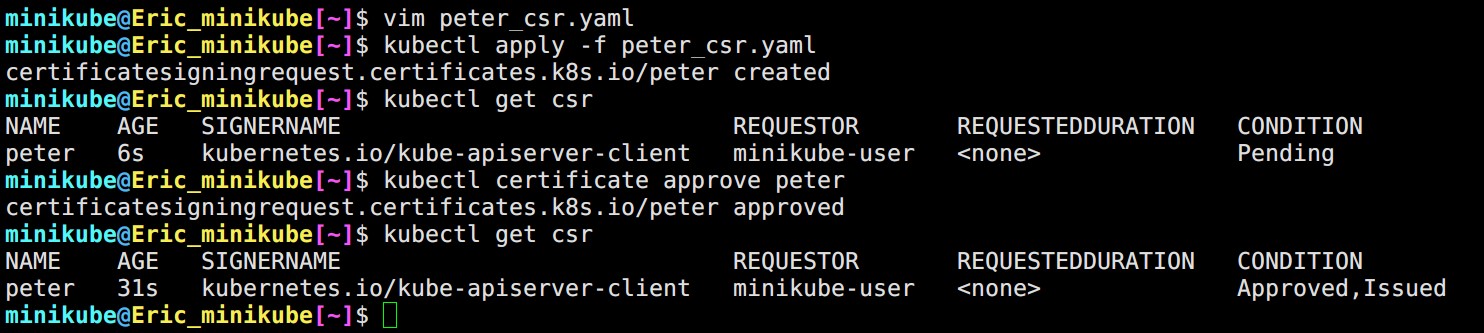 minikube@Eric_minikube[~]$ vim peter_csr.yaml
minikube@Eric_minikube[~]$ kubectl apply -f peter_csr.yaml
certificatesigningrequest.certificates.k8s.io/peter created
minikube@Eric_minikube[~]$ kubectl get csr
NAME    AGE   SIGNERNAME                            REQUESTOR       REQUESTEDDURATION   CONDITION
peter   6s    kubernetes.io/kube-apiserver-client   minikube-user   <none>              Pending
minikube@Eric_minikube[~]$ kubectl certificate approve peter
certificatesigningrequest.certificates.k8s.io/peter approved
minikube@Eric_minikube[~]$ kubectl get csr
NAME    AGE   SIGNERNAME                            REQUESTOR       REQUESTEDDURATION   CONDITION
peter   31s   kubernetes.io/kube-apiserver-client   minikube-user   <none>              Approved,Issued
minikube@Eric_minikube[~]$